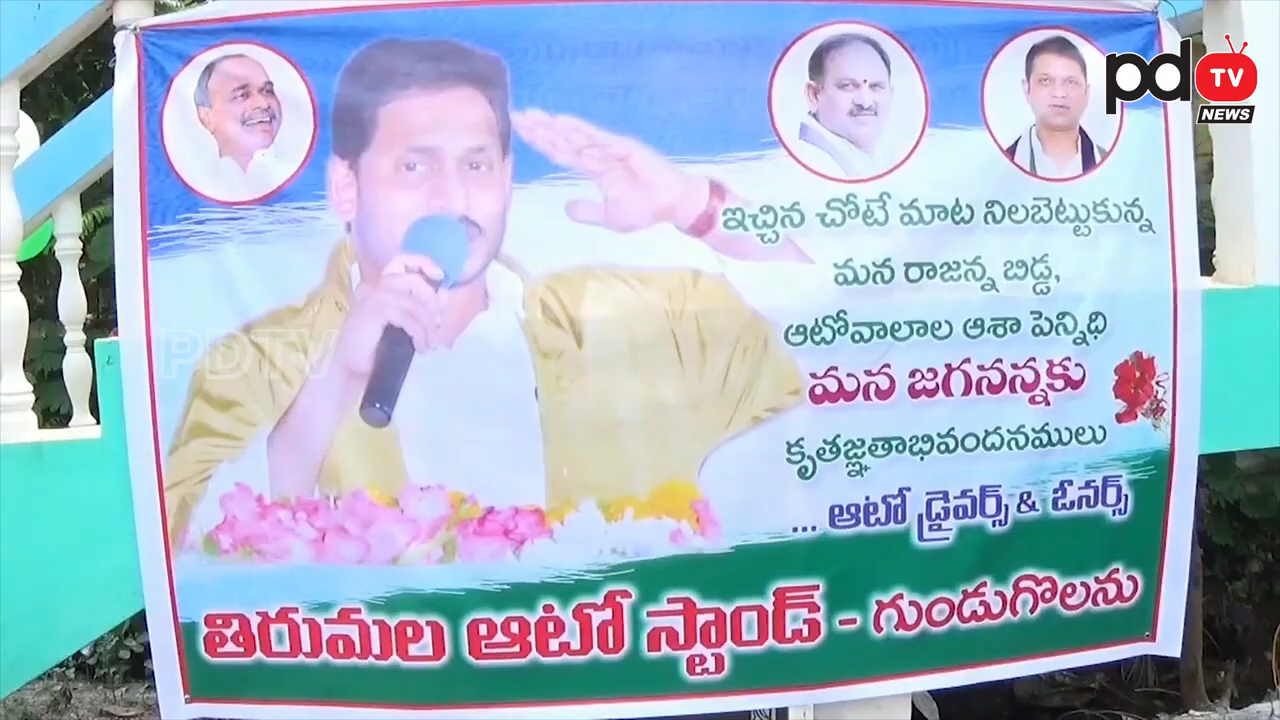 pd TV
NEWS
ఇచ్చిన చోటే మాట నిలబెట్టుకున్న
మన రాజన్న బిడ్డ,
ఆటోవాలాల ఆశా పెన్నిధి
మన జగనన్నకు
కృతజ్ఞతాభివందనములు
... ఆటో డ్రైవర్స్ & ఓనర్స్
తిరుమల ఆటో స్టాండ్ - గుండుగొలను
PDTV